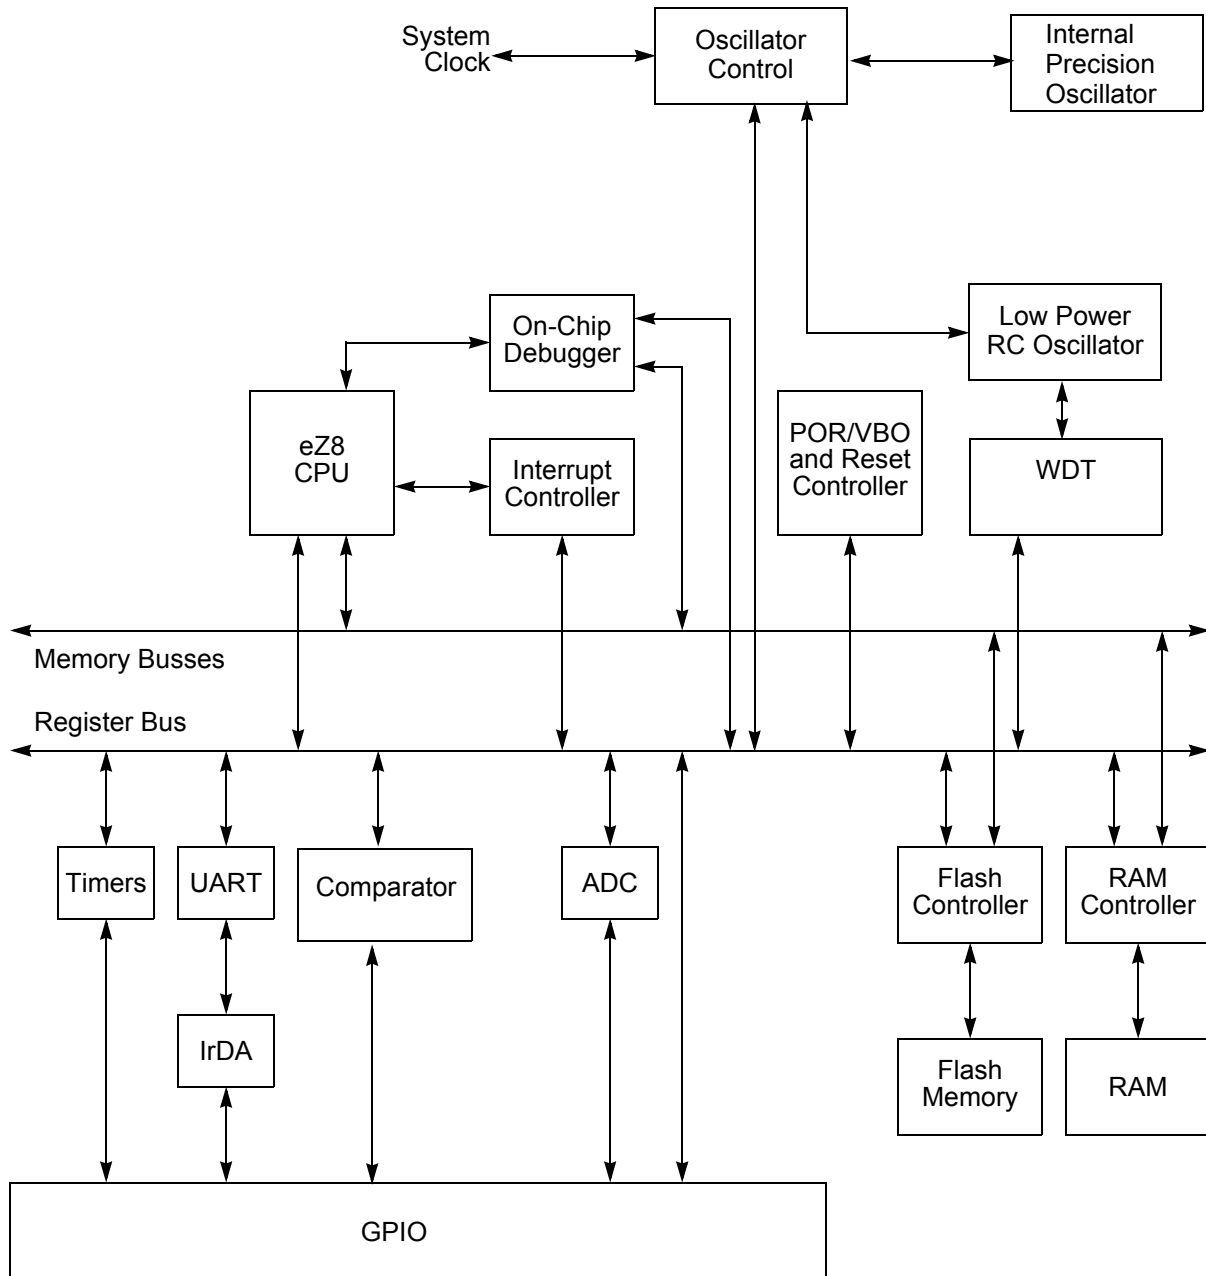 System
Clock
Oscillator
Control
Internal
Precision
Oscillator
On-Chip
Debugger
Low Power
RC Oscillator
eZ8
CPU
Interrupt
Controller
POR/VBO
and Reset
Controller
WDT
Memory Busses
Register Bus
Timers
UART
Comparator
ADC
Flash
Controller
RAM
Controller
IrDA
Flash
Memory
RAM
GPIO